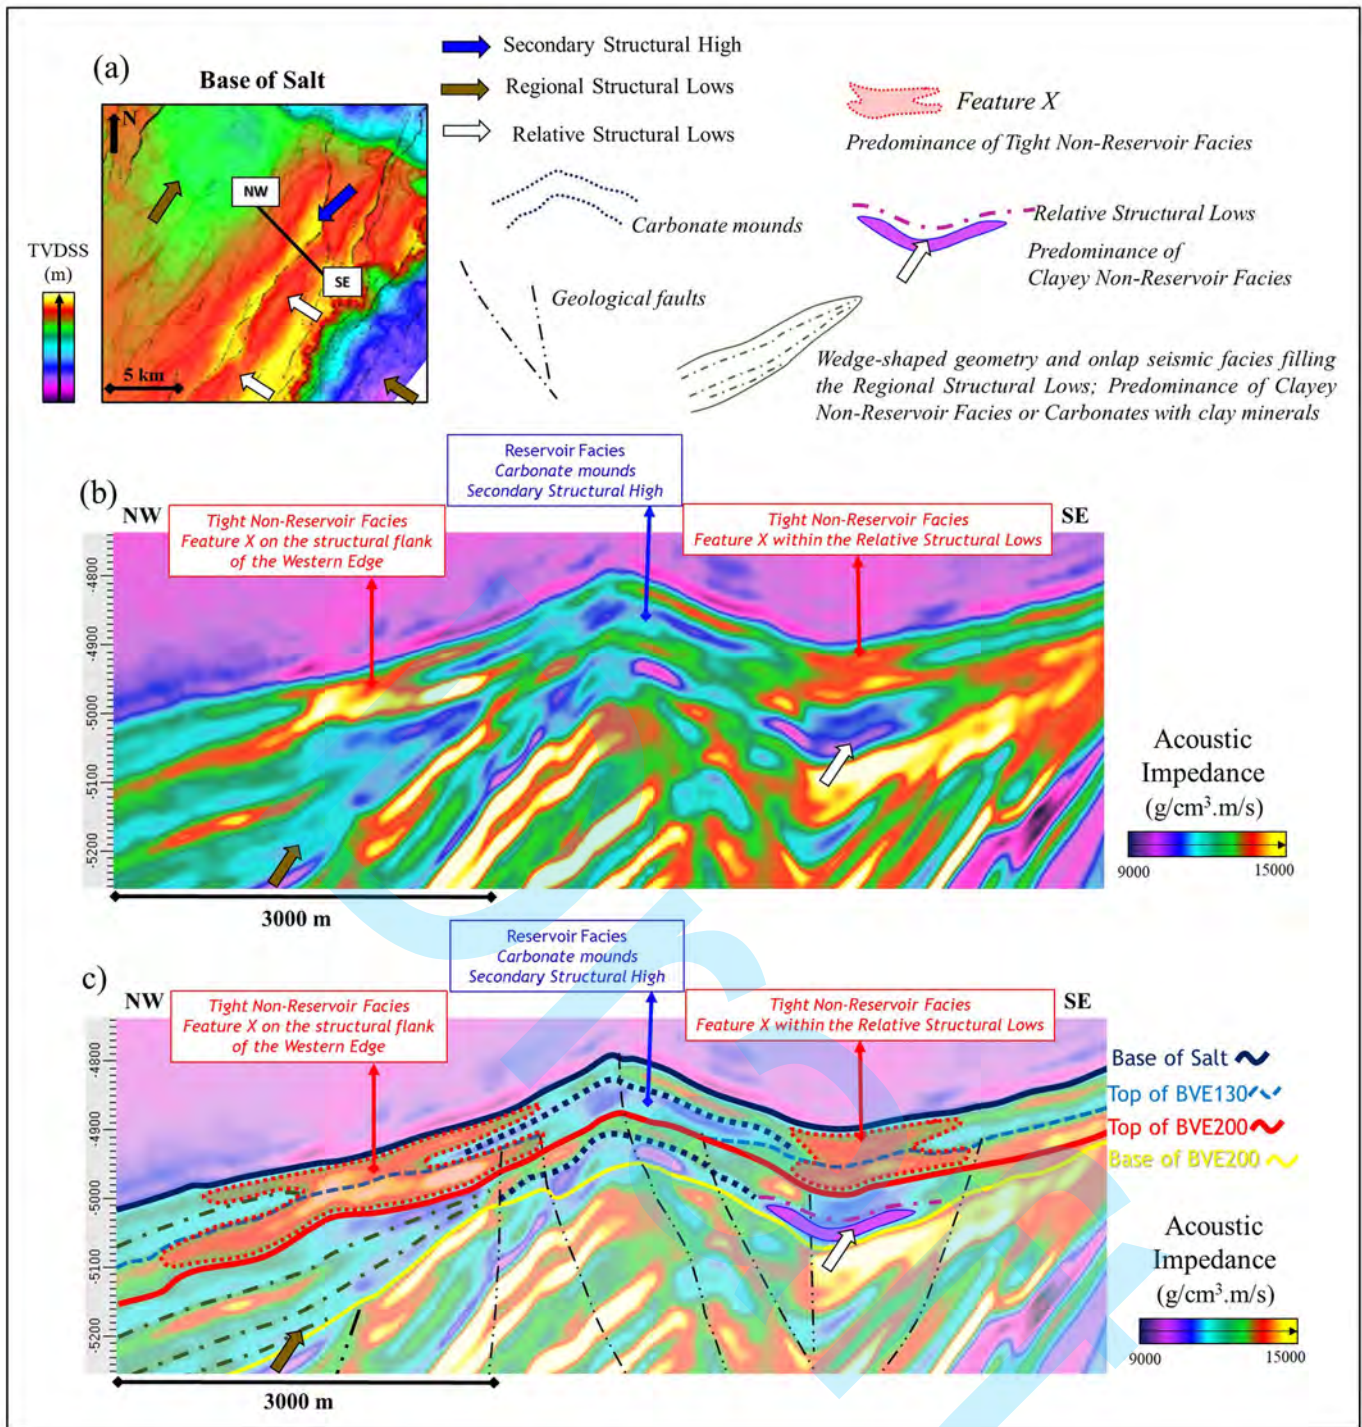 (a)
Base of Salt
N
NW
SE
TVDSS
(m)
5 km
Secondary Structural High
Regional Structural Lows
Relative Structural Lows
Carbonate mounds
Geological faults
Feature X
Predominance of Tight Non-Reservoir Facies
Relative Structural Lows
Predominance of
Clayey Non-Reservoir Facies
Wedge-shaped geometry and onlap seismic facies filling
the Regional Structural Lows; Predominance of Clayey
Non-Reservoir Facies or Carbonates with clay minerals
(b)
NW
Tight Non-Reservoir Facies
Feature X on the structural flank
of the Western Edge
Reservoir Facies
Carbonate mounds
Secondary Structural High
Tight Non-Reservoir Facies
Feature X within the Relative Structural Lows
SE
-4800
-4900
-5000
-5100
-5200
3000 m
Acoustic
Impedance
(g/cm³.m/s)
9000 15000
c)
NW
Tight Non-Reservoir Facies
Feature X on the structural flank
of the Western Edge
Reservoir Facies
Carbonate mounds
Secondary Structural High
Tight Non-Reservoir Facies
Feature X within the Relative Structural Lows
SE
-4800
-4900
-5000
-5100
-5200
3000 m
Base of Salt
Top of BVE130
Top of BVE200
Base of BVE200
Acoustic
Impedance
(g/cm³.m/s)
9000 15000